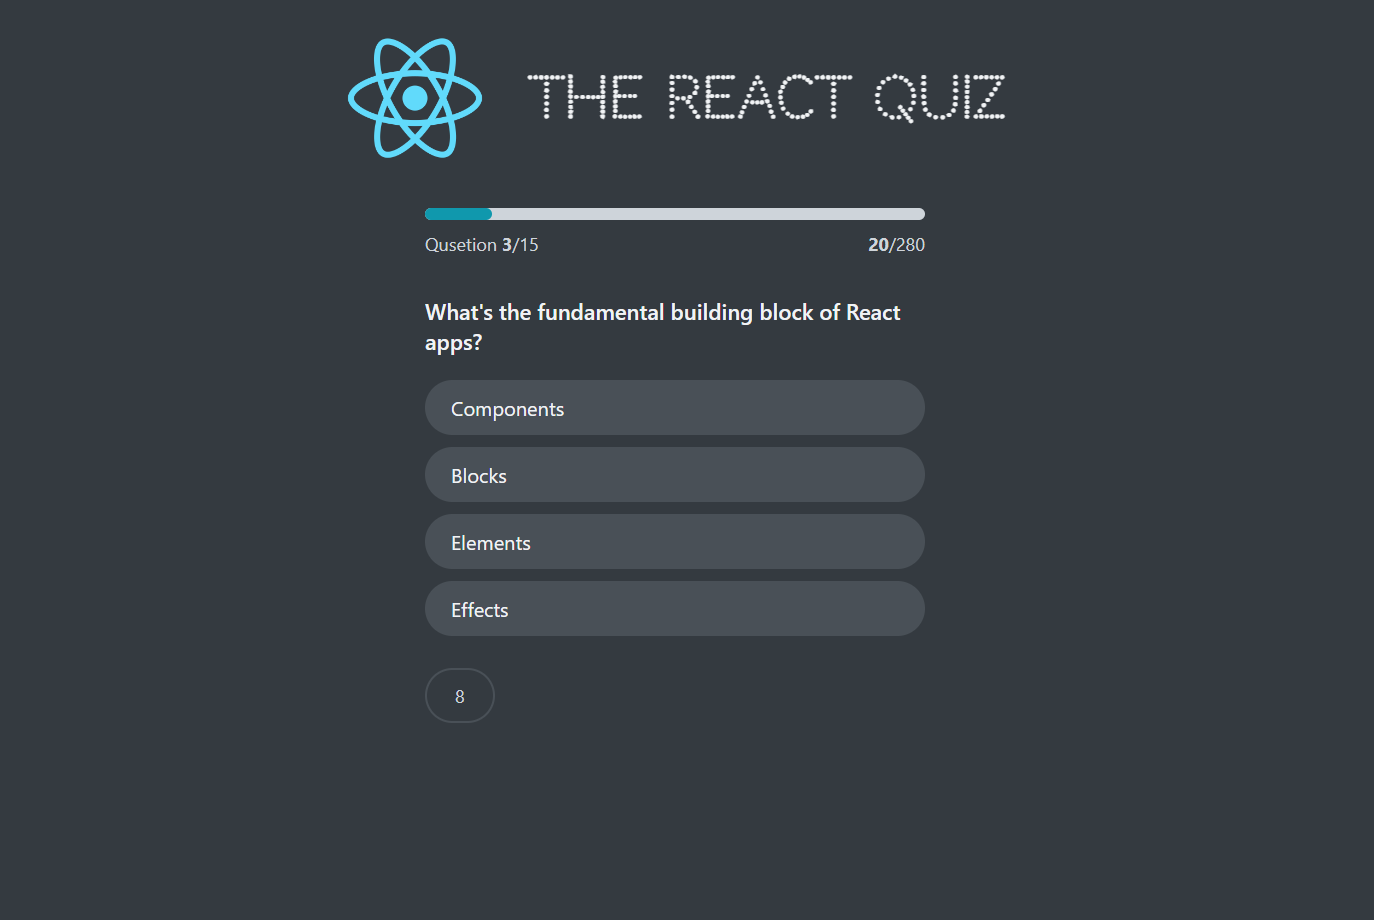 THE REACT QUIZ
Qusetion 3/15
20/280
What's the fundamental building block of React
apps?
Components
Blocks
Elements
Effects
8